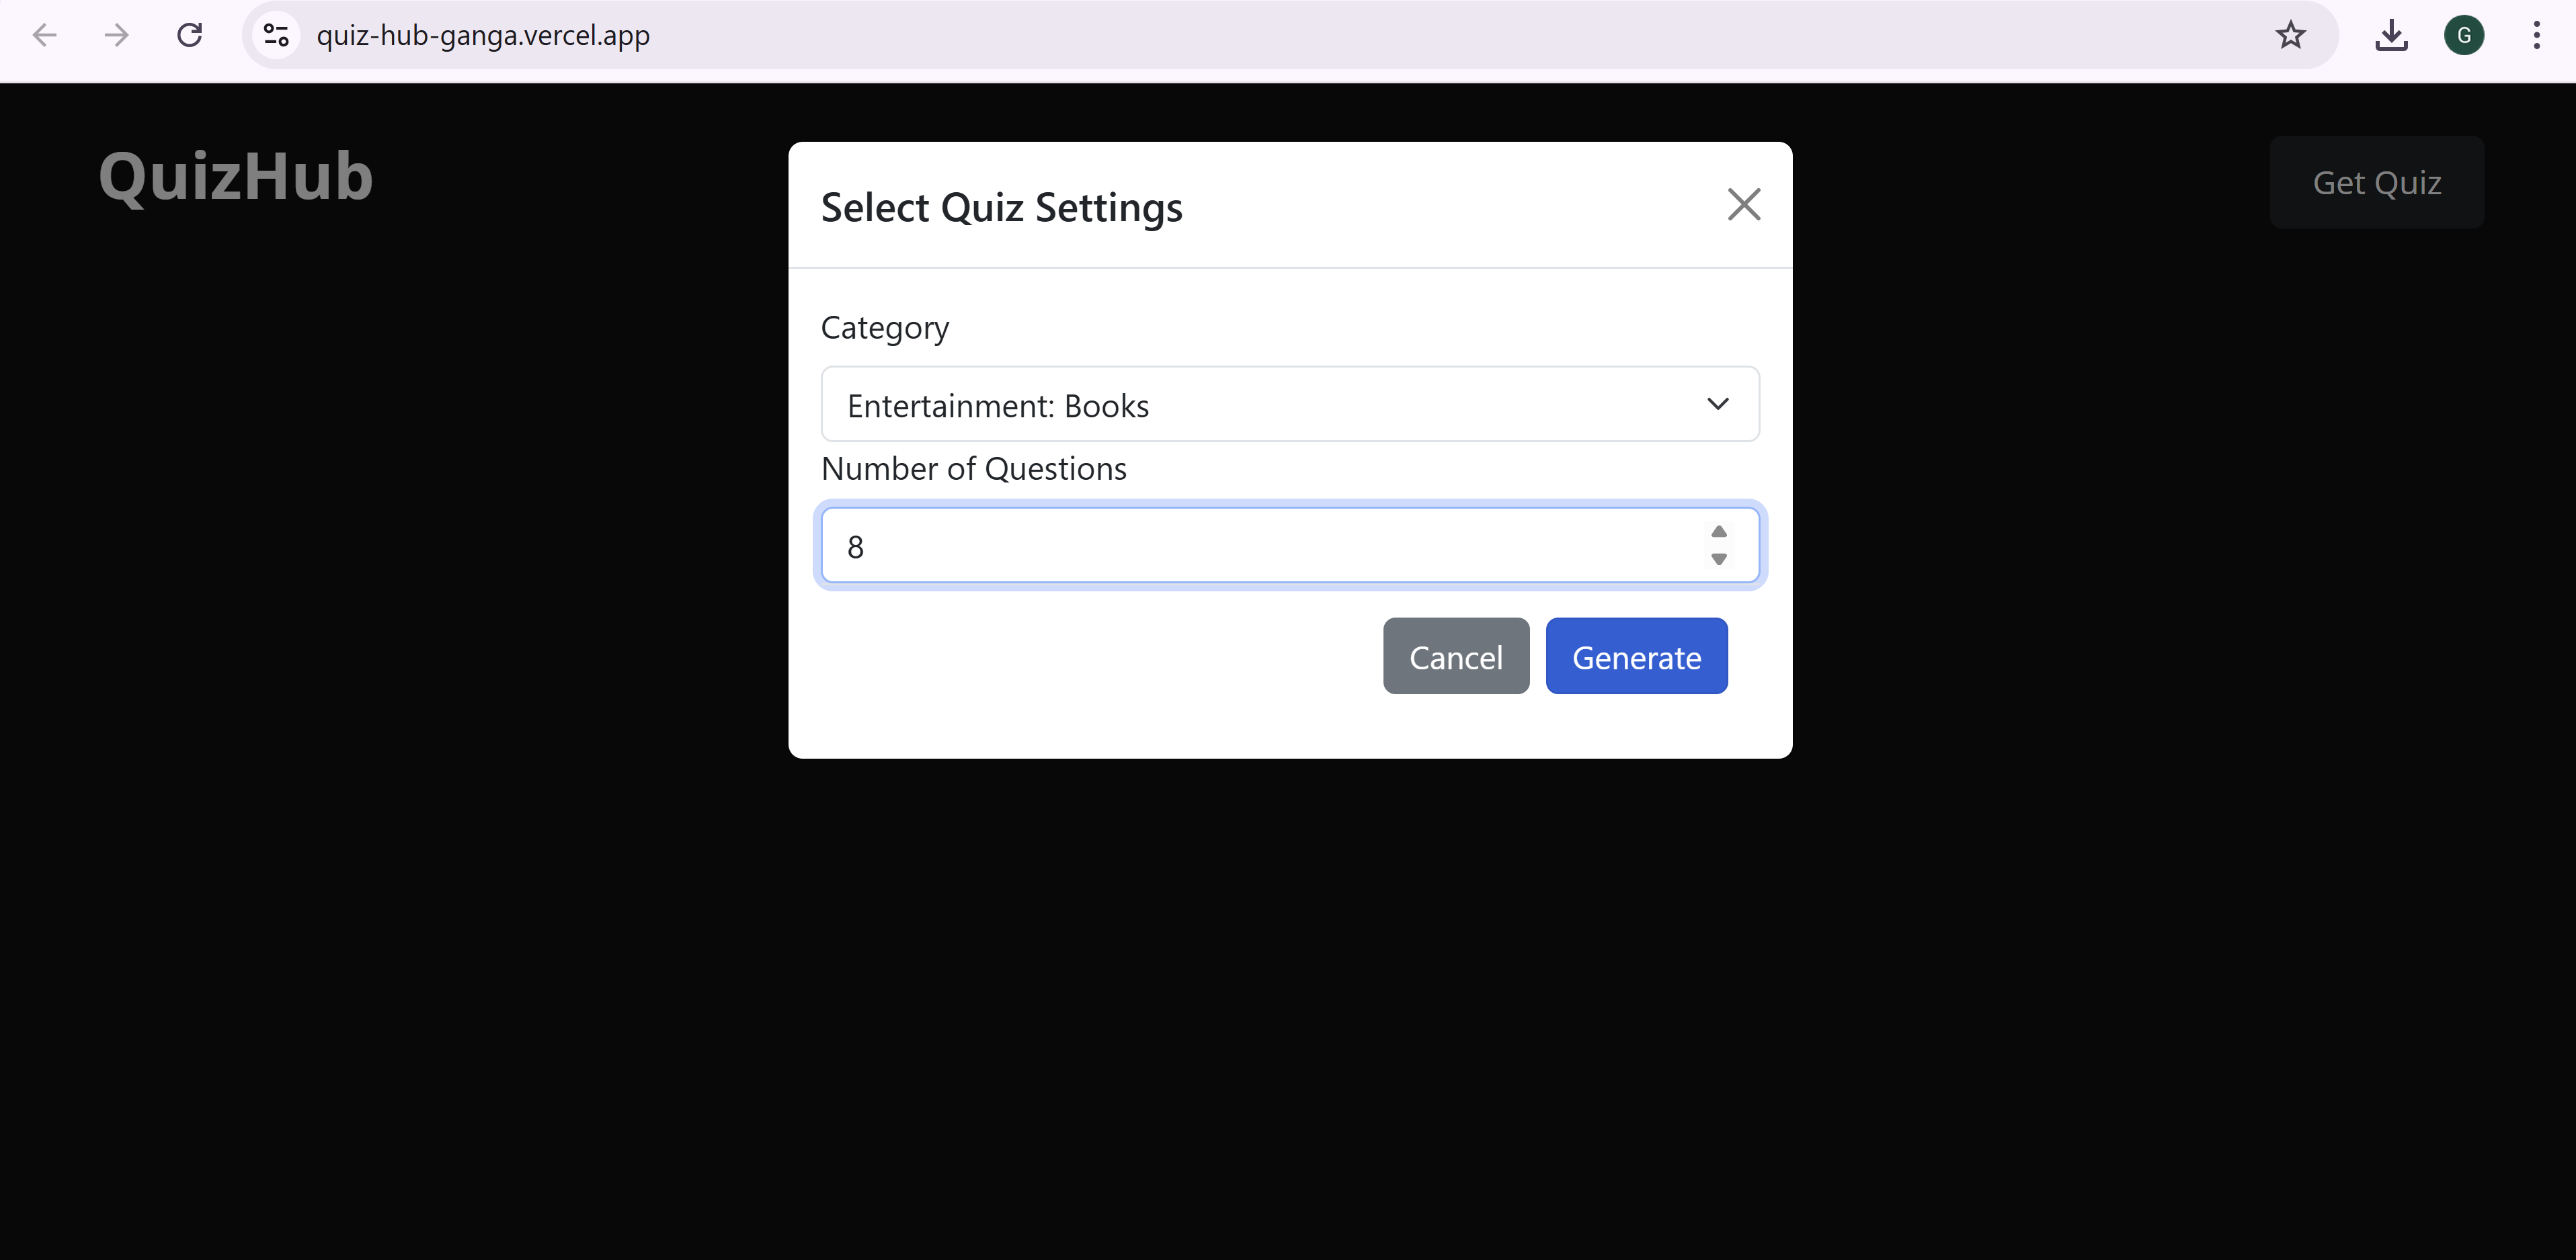 quiz-hub-ganga.vercel.app
G
QuizHub
Get Quiz
Select Quiz Settings
Category
Entertainment: Books
Number of Questions
8
Cancel
Generate